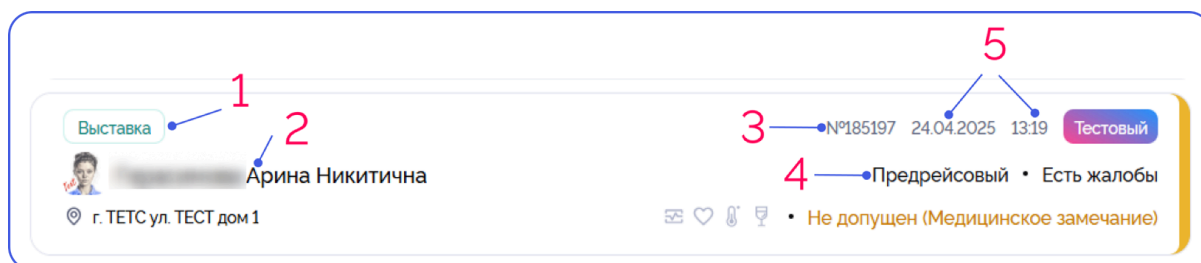 5
1
Выставка
2
3
№185197 24.04.2025 13:19 Тестовый
Арина Никитична
4
Предрейсовый • Есть жалобы
Test
г. ТЕТС ул. ТЕСТ дом 1
• Не допущен (Медицинское замечание)